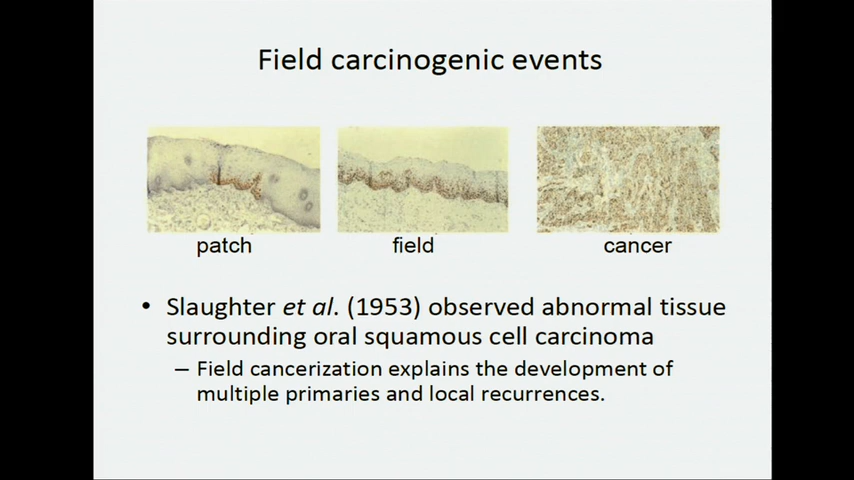 Field carcinogenic events
patch
field
cancer
• Slaughter et al. (1953) observed abnormal tissue
surrounding oral squamous cell carcinoma
– Field cancerization explains the development of
multiple primaries and local recurrences.